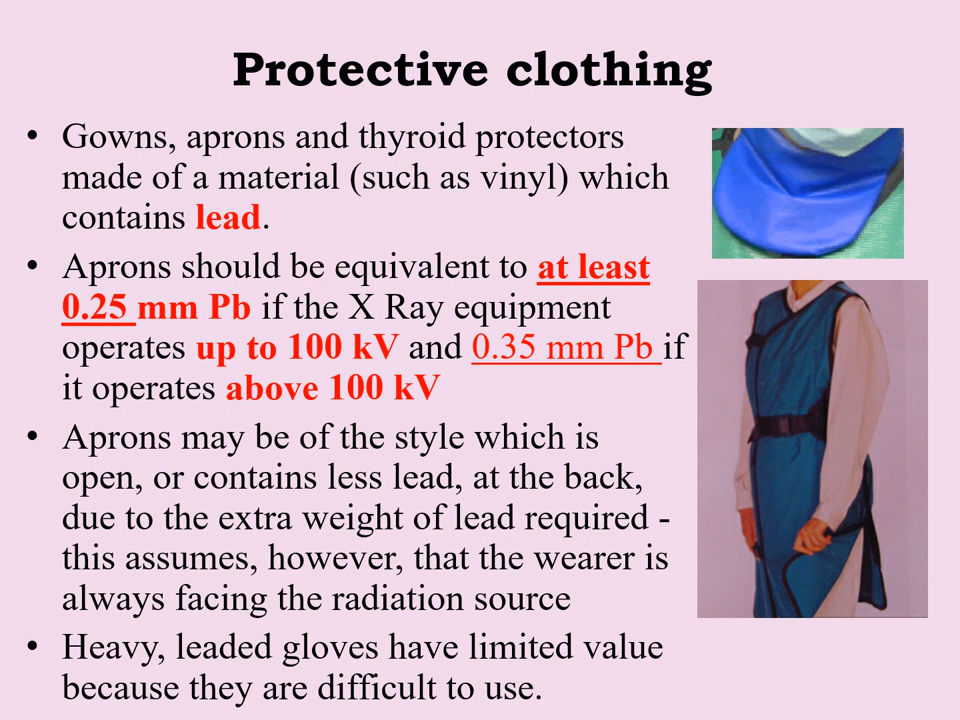 Protective clothing
• Gowns, aprons and thyroid protectors
made of a material (such as vinyl) which
contains lead.
• Aprons should be equivalent to at least
0.25 mm Pb if the X Ray equipment
operates up to 100 kV and 0.35 mm Pb if
it operates above 100 kV
• Aprons may be of the style which is
open, or contains less lead, at the back,
due to the extra weight of lead required -
this assumes, however, that the wearer is
always facing the radiation source
• Heavy, leaded gloves have limited value
because they are difficult to use.